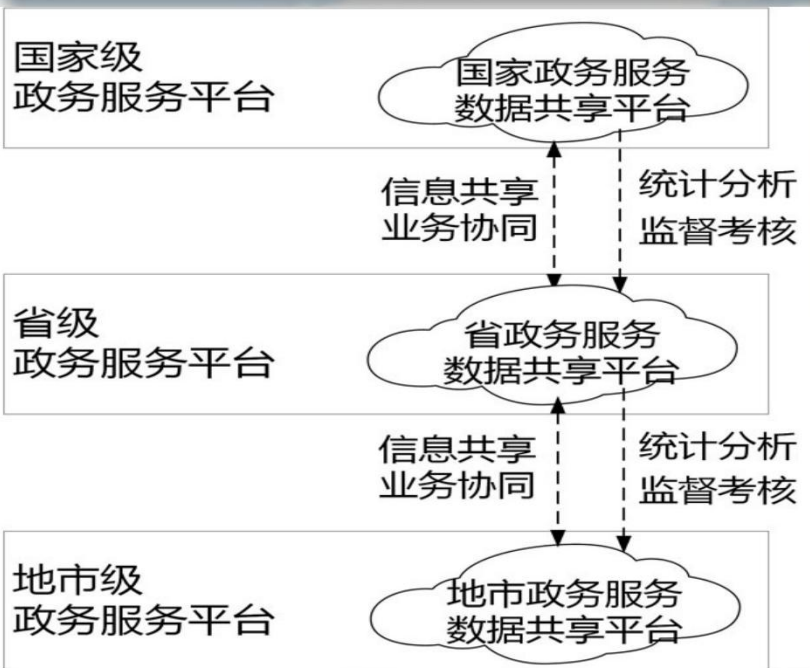 国家级
政务服务平台
国家政务服务
数据共享平台
信息共享
业务协同
统计分析
监督考核
省级
政务服务平台
省政务服务
数据共享平台
信息共享
业务协同
统计分析
监督考核
地市级
政务服务平台
地市政务服务
数据共享平台